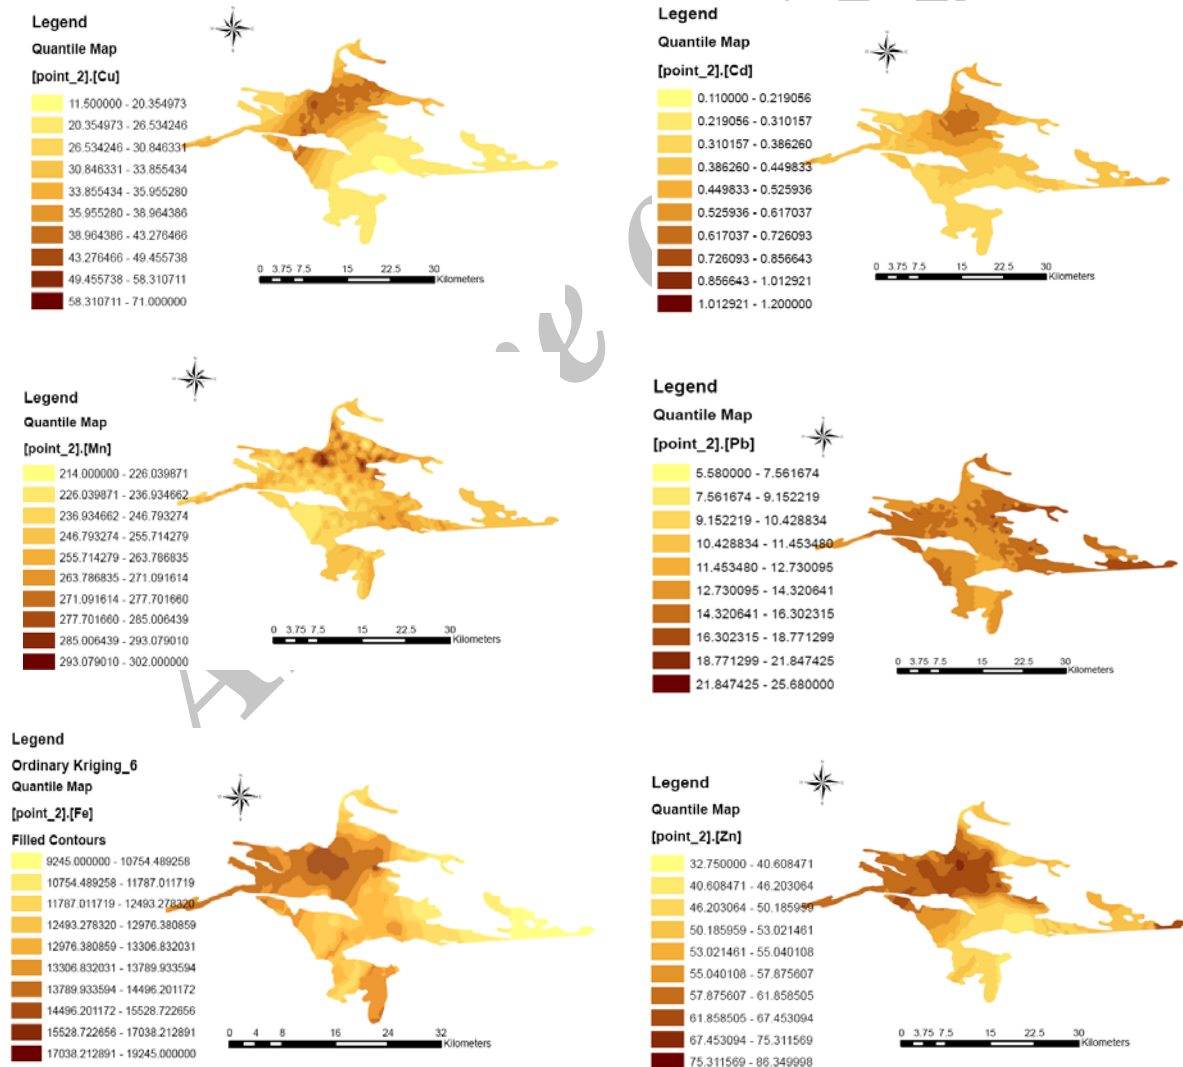 Legend
Quantile Map
[point_2].[Cu]
11.500000 - 20.354973
20.354973 - 26.534246
26.534246 - 30.846331
30.846331 - 33.855434
33.855434 - 35.955280
35.955280 - 38.964386
38.964386 - 43.276466
43.276466 - 49.455738
49.455738 - 58.310711
58.310711 - 71.000000
0 3.75 7.5 15 22.5 30
Kilometers
Legend
Quantile Map
[point_2].[Cd]
0.110000 - 0.219056
0.219056 - 0.310157
0.310157 - 0.386260
0.386260 - 0.449833
0.449833 - 0.525936
0.525936 - 0.617037
0.617037 - 0.726093
0.726093 - 0.856643
0.856643 - 1.012921
1.012921 - 1.200000
0 3.75 7.5 15 22.5 30
Kilometers
Legend
Quantile Map
[point_2].[Mn]
214.000000 - 226.039871
226.039871 - 236.934662
236.934662 - 246.793274
246.793274 - 255.714279
255.714279 - 263.786835
263.786835 - 271.091614
271.091614 - 277.701660
277.701660 - 285.006439
285.006439 - 293.079010
293.079010 - 302.000000
0 3.75 7.5 15 22.5 30
Kilometers
Legend
Quantile Map
[point_2].[Pb]
5.580000 - 7.561674
7.561674 - 9.152219
9.152219 - 10.428834
10.428834 - 11.453480
11.453480 - 12.730095
12.730095 - 14.320641
14.320641 - 16.302315
16.302315 - 18.771299
18.771299 - 21.847425
21.847425 - 25.680000
0 3.75 7.5 15 22.5 30
Kilometers
Legend
Ordinary Kriging_6
Quantile Map
[point_2].[Fe]
Filled Contours
9245.000000 - 10754.489258
10754.489258 - 11787.011719
11787.011719 - 12493.278320
12493.278320 - 12976.380859
12976.380859 - 13306.832031
13306.832031 - 13789.933594
13789.933594 - 14496.201172
14496.201172 - 15528.722656
15528.722656 - 17038.212891
17038.212891 - 19245.000000
0 4 8 16 24 32
Kilometers
Legend
Quantile Map
[point_2].[Zn]
32.750000 - 40.608471
40.608471 - 46.203064
46.203064 - 50.185959
50.185959 - 53.021461
53.021461 - 55.040108
55.040108 - 57.875607
57.875607 - 61.858505
61.858505 - 67.453094
67.453094 - 75.311569
75.311569 - 86.349998
0 3.75 7.5 15 22.5 30
Kilometers